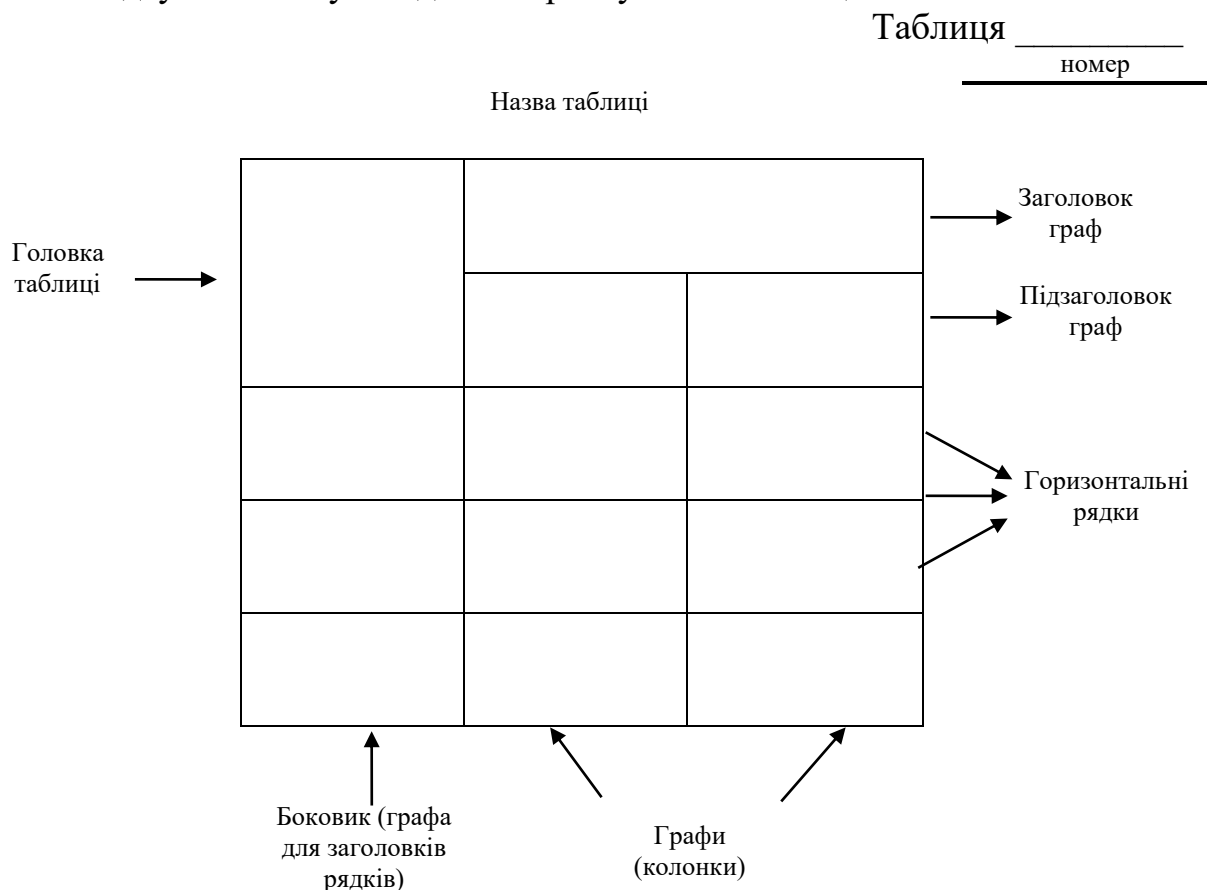 Таблиця _________
номер
Назва таблиці
Заголовок
граф
Головка
таблиці
Підзаголовок
граф
Горизонтальні
рядки
Боковик (графа
для заголовків
рядків)
Графи
(колонки)